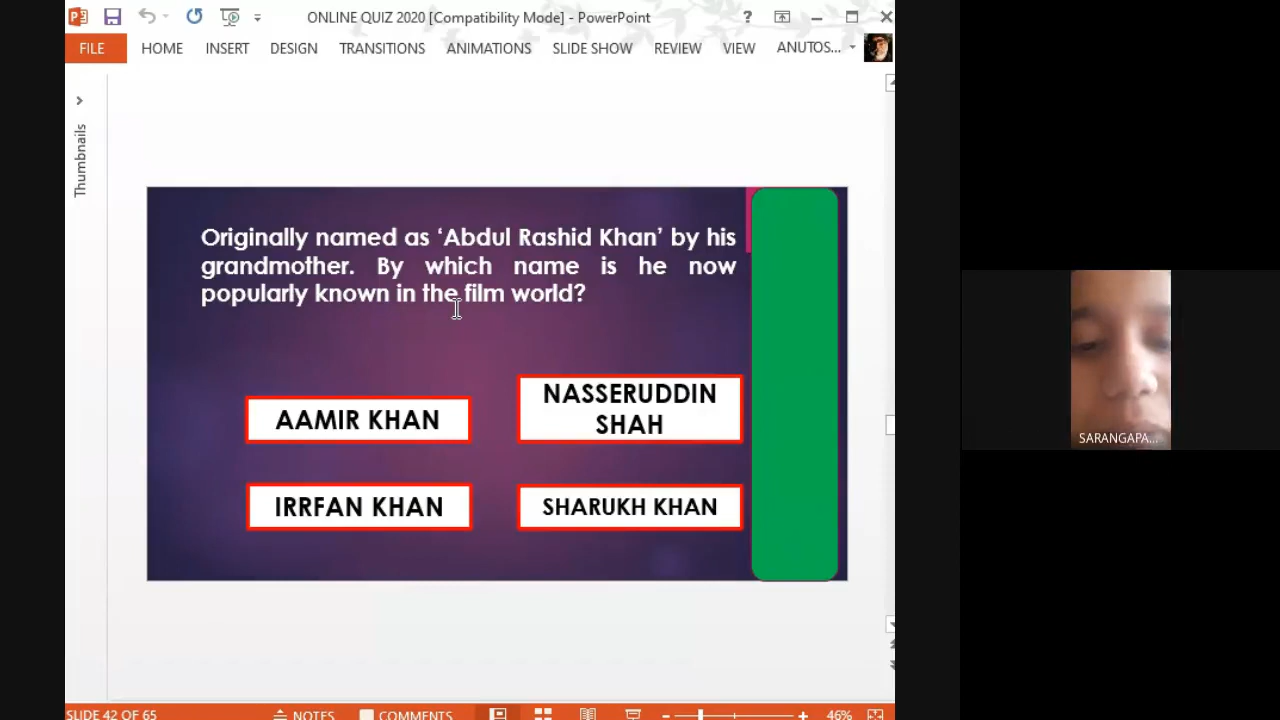 ONLINE QUIZ 2020 [Compatibility Mode] - PowerPoint
?
FILE HOME INSERT DESIGN TRANSITIONS ANIMATIONS SLIDE SHOW REVIEW VIEW ANUTOS...
Thumbnails
Originally named as ‘Abdul Rashid Khan’ by his
grandmother. By which name is he now
popularly known in the film world?
AAMIR KHAN
NASSERUDDIN
SHAH
IRRFAN KHAN
SHARUKH KHAN
SARANGAPA...
SLIDE 42 OF 65 NOTES COMMENTS 46%